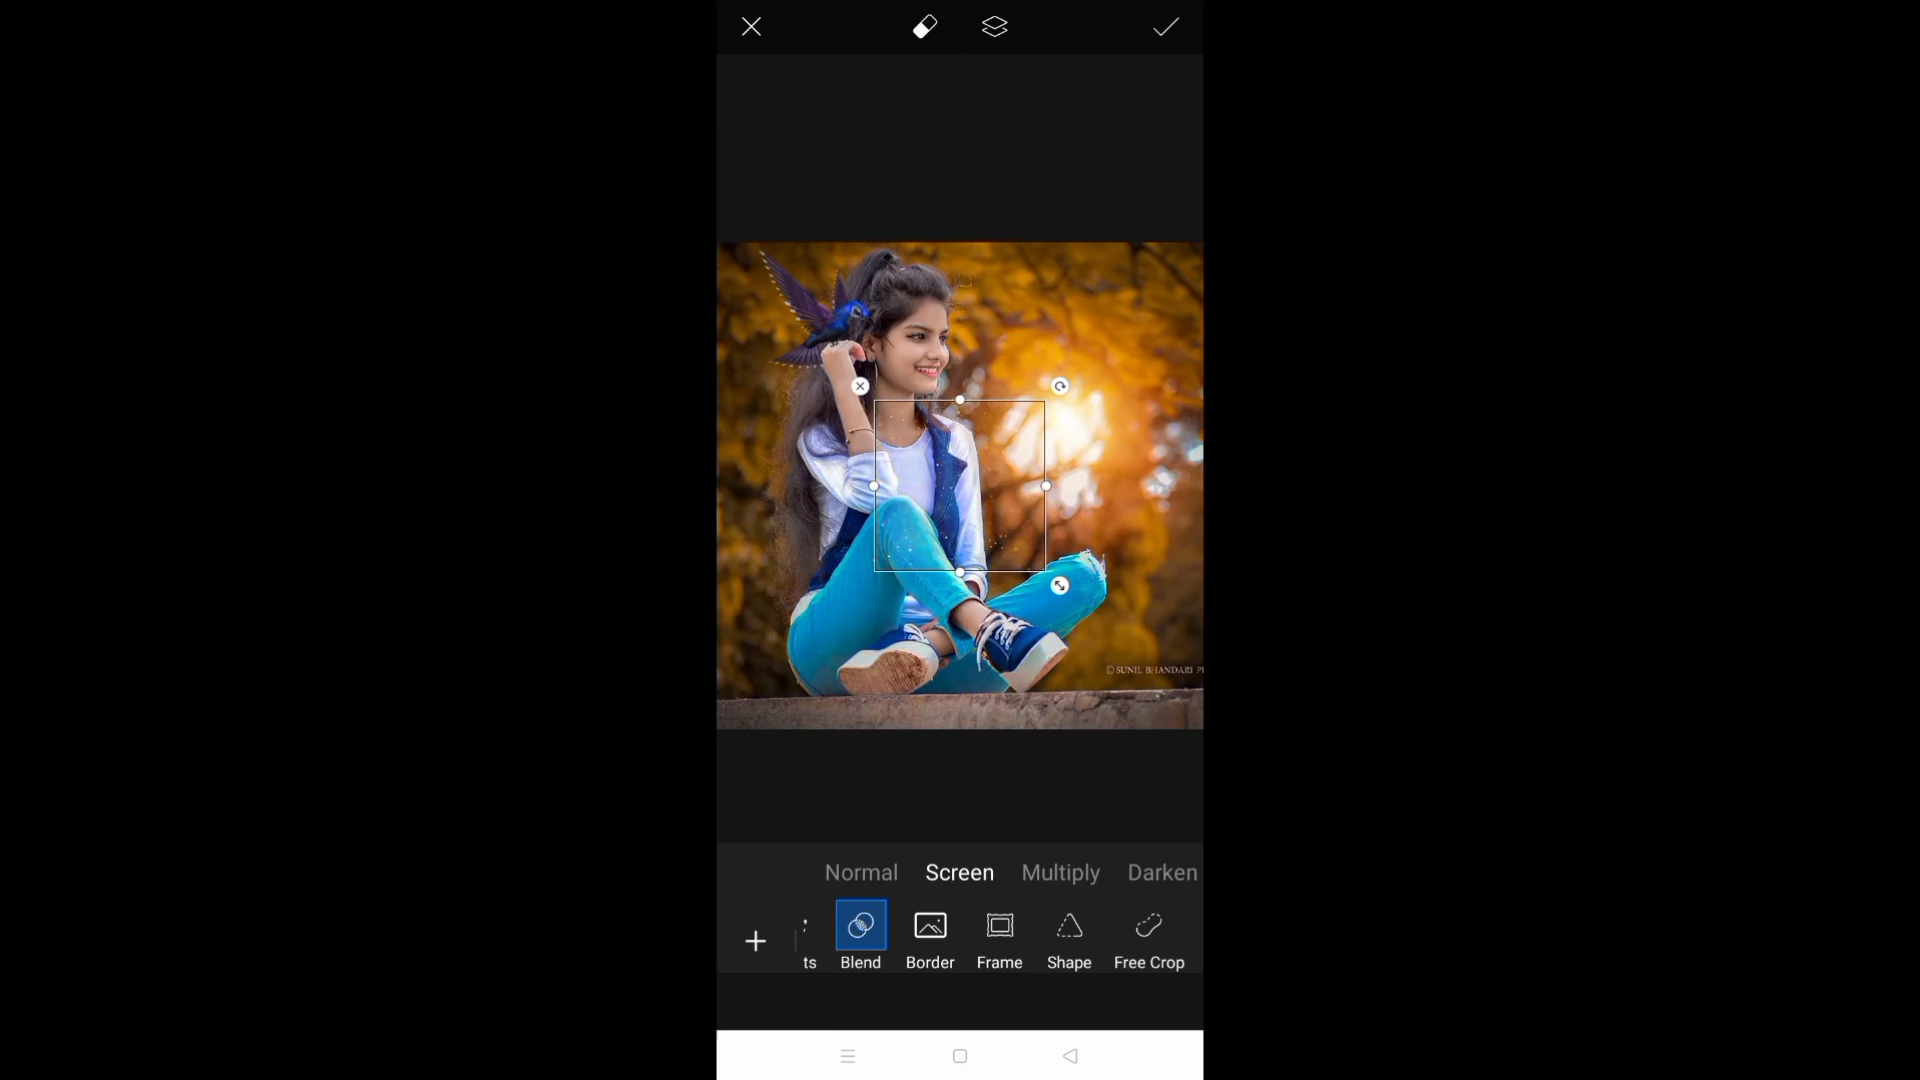 ©SUNIL BHANDARI P
Normal Screen Multiply Darken
ts Blend Border Frame Shape Free Crop